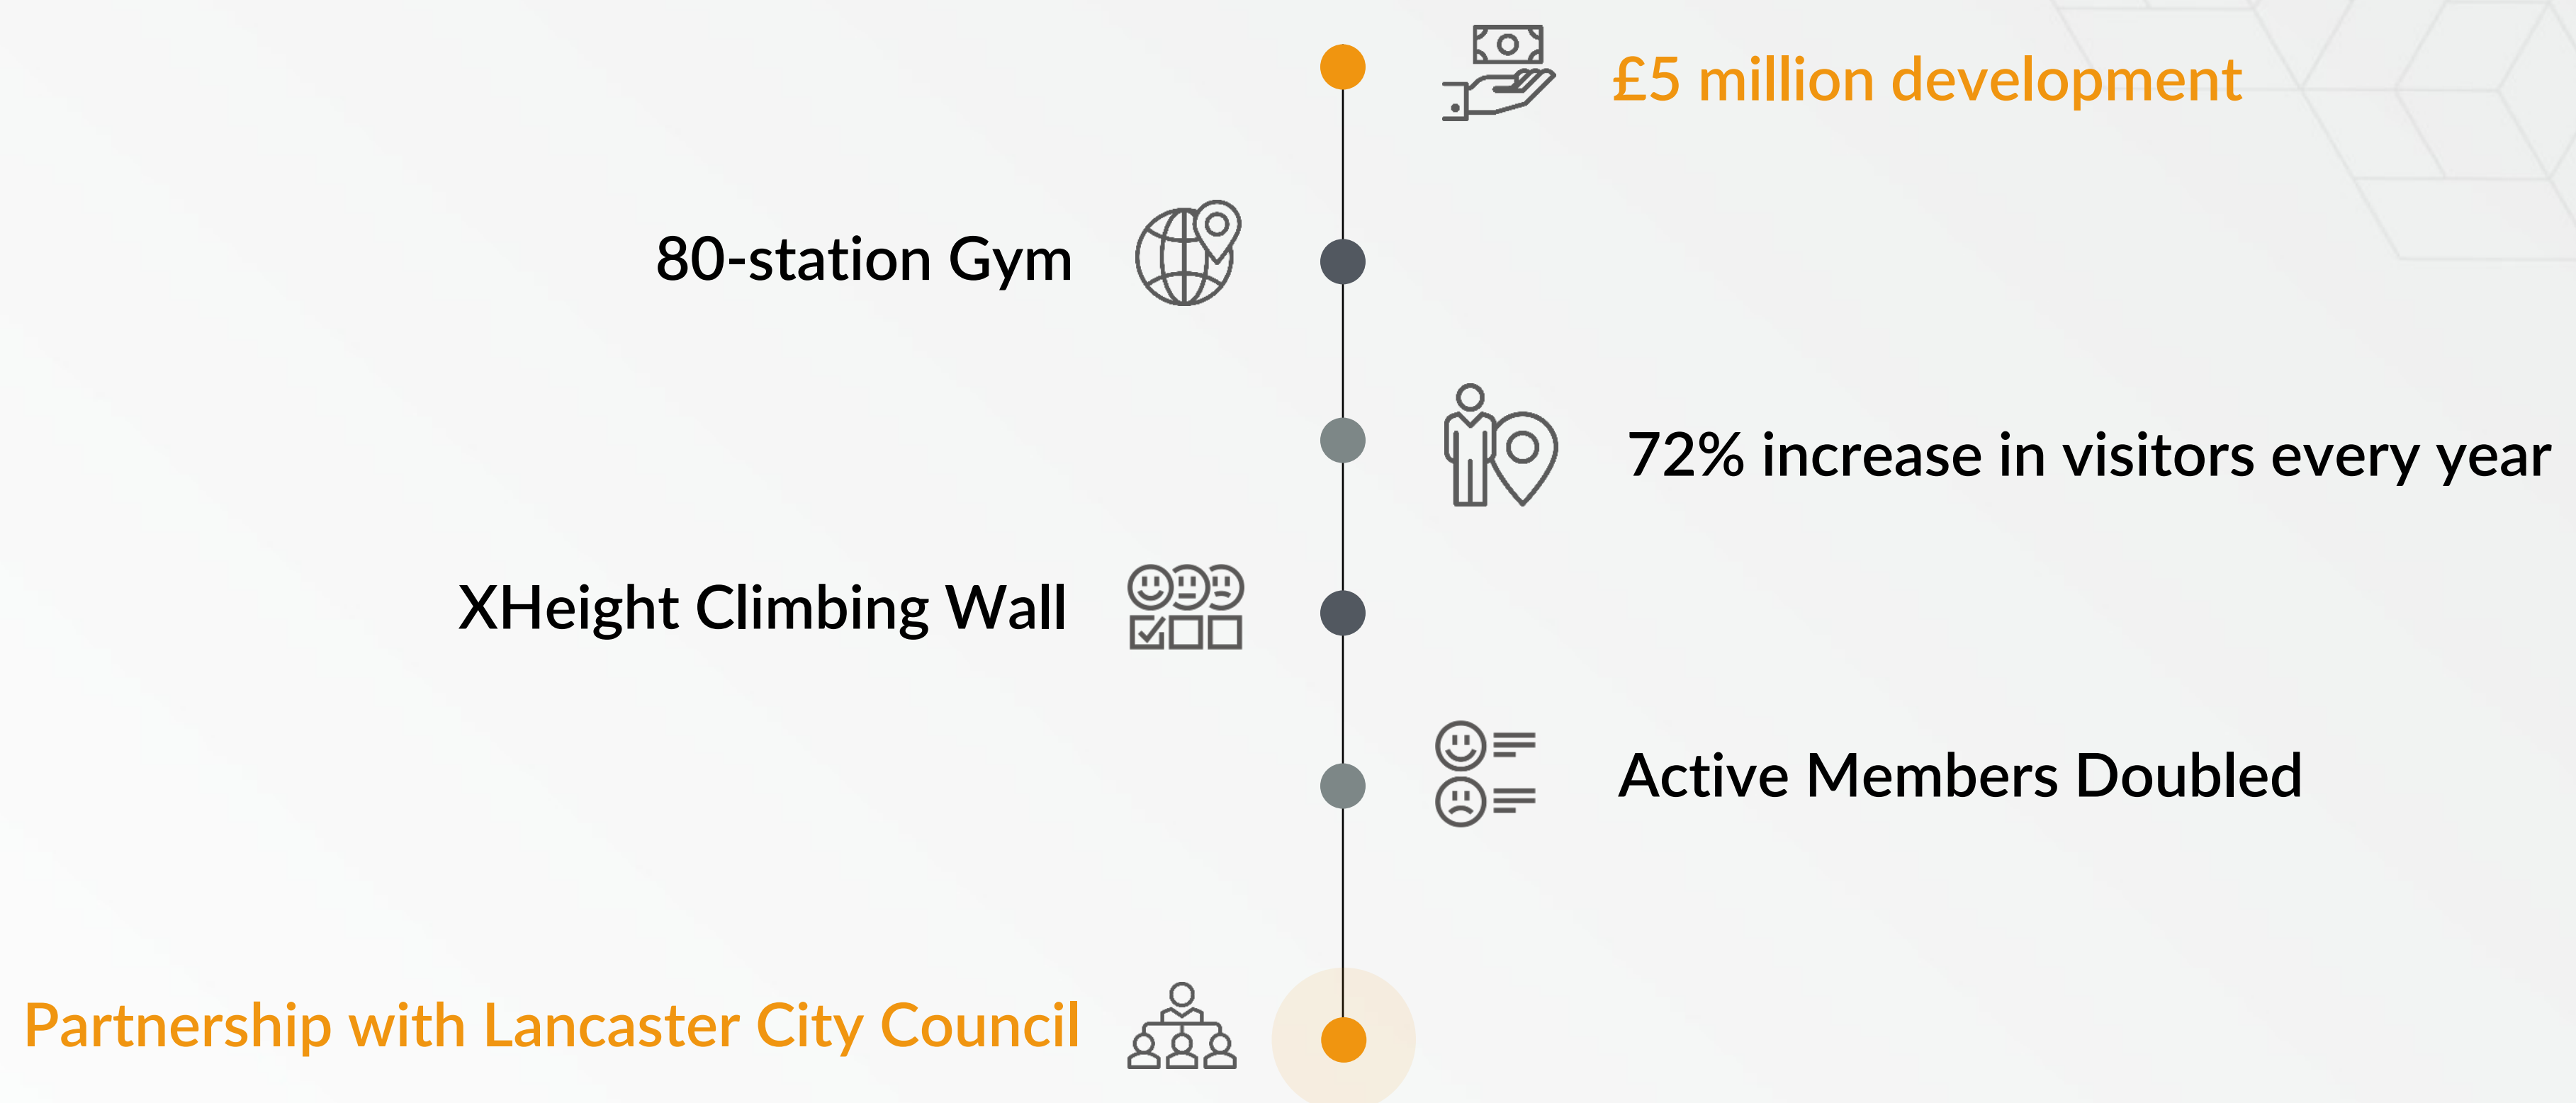 £5 million development
80-station Gym
72% increase in visitors every year
XHeight Climbing Wall
Active Members Doubled
Partnership with Lancaster City Council